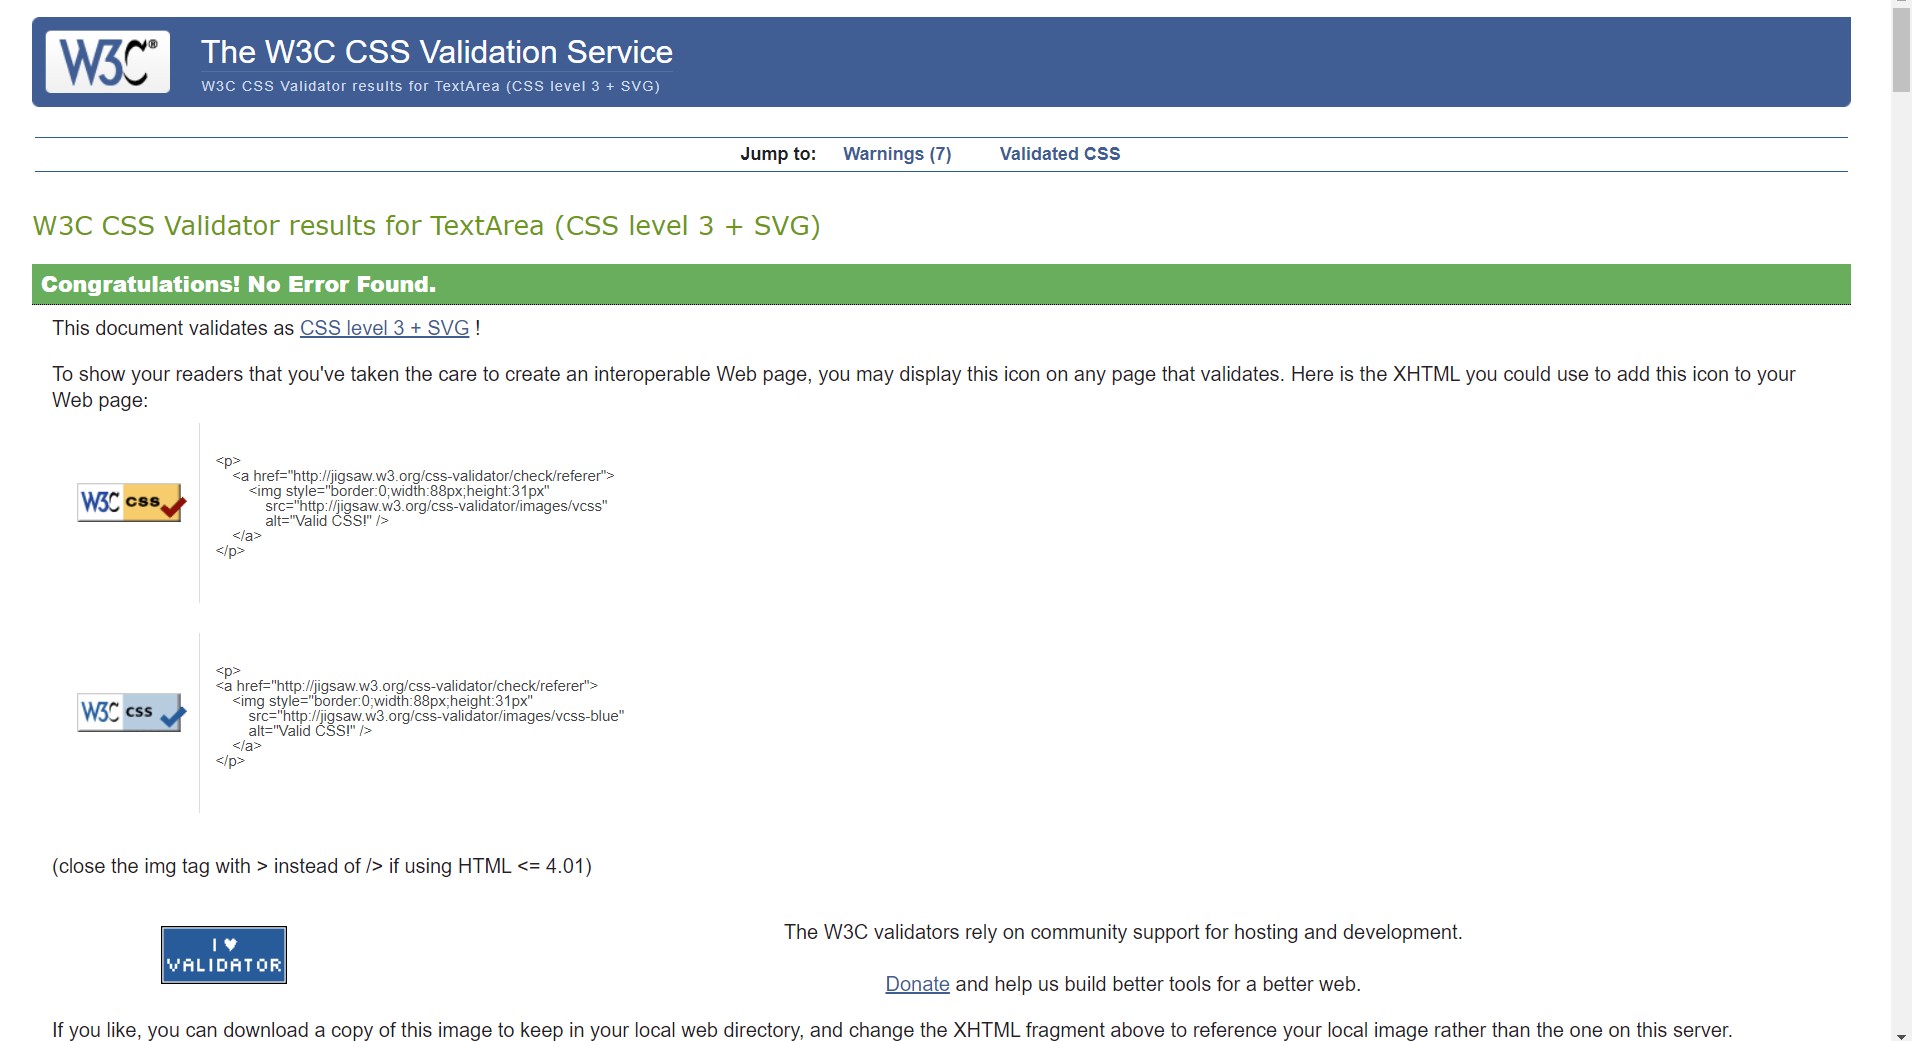 W3C®
The W3C CSS Validation Service
W3C CSS Validator results for TextArea (CSS level 3 + SVG)
Jump to: Warnings (7) Validated CSS
W3C CSS Validator results for TextArea (CSS level 3 + SVG)
Congratulations! No Error Found.
This document validates as CSS level 3 + SVG !
To show your readers that you've taken the care to create an interoperable Web page, you may display this icon on any page that validates. Here is the XHTML you could use to add this icon to your
Web page:
W3C css
<p>
<a href="http://jigsaw.w3.org/css-validator/check/referer">
<img style="border:0;width:88px;height:31px"
src="http://jigsaw.w3.org/css-validator/images/vcss"
alt="Valid CSS!" />
</a>
</p>
W3C css
<p>
<a href="http://jigsaw.w3.org/css-validator/check/referer">
<img style="border:0;width:88px;height:31px"
src="http://jigsaw.w3.org/css-validator/images/vcss-blue"
alt="Valid CSS!" />
</a>
</p>
(close the img tag with > instead of /> if using HTML <= 4.01)
I ♥
VALIDATOR
The W3C validators rely on community support for hosting and development.
Donate and help us build better tools for a better web.
If you like, you can download a copy of this image to keep in your local web directory, and change the XHTML fragment above to reference your local image rather than the one on this server.